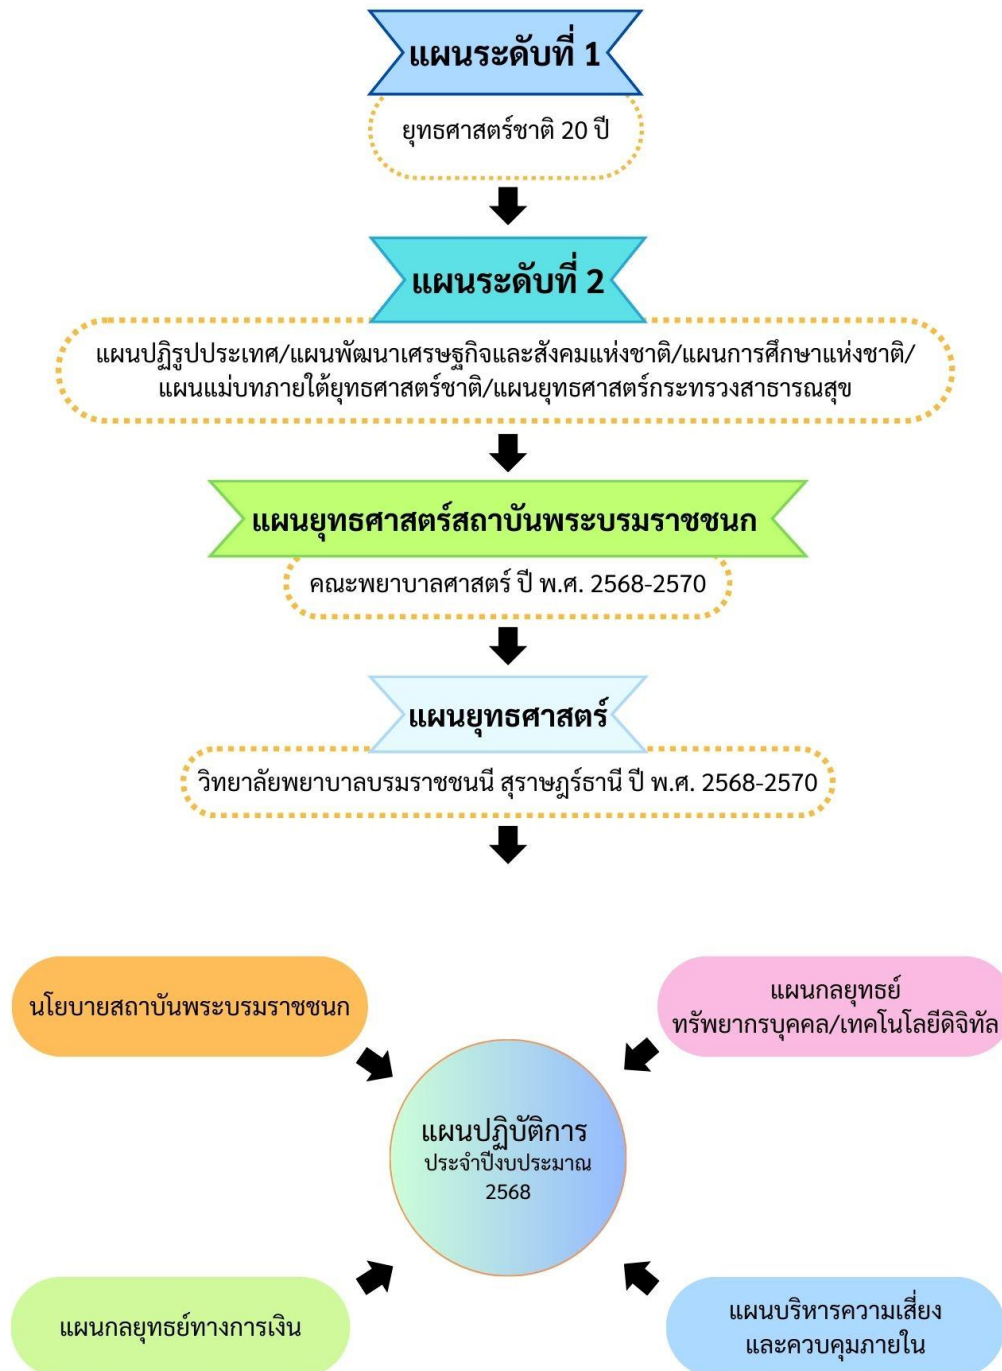 แผนระดับที่ 1
ยุทธศาสตร์ชาติ 20 ปี
แผนระดับที่ 2
แผนปฏิรูปประเทศ/แผนพัฒนาเศรษฐกิจและสังคมแห่งชาติ/แผนการศึกษาแห่งชาติ/
แผนแม่บทภายใต้ยุทธศาสตร์ชาติ/แผนยุทธศาสตร์กระทรวงสาธารณสุข
แผนยุทธศาสตร์สถาบันพระบรมราชชนก
คณะพยาบาลศาสตร์ ปี พ.ศ. 2568-2570
แผนยุทธศาสตร์
วิทยาลัยพยาบาลบรมราชชนนี สุราษฎร์ธานี ปี พ.ศ. 2568-2570
นโยบายสถาบันพระบรมราชชนก
แผนกลยุทธย์
ทรัพยากรบุคคล/เทคโนโลยีดิจิทัล
แผนปฏิบัติการ
ประจำปีงบประมาณ
2568
แผนกลยุทธย์ทางการเงิน
แผนบริหารความเสี่ยง
และควบคุมภายใน